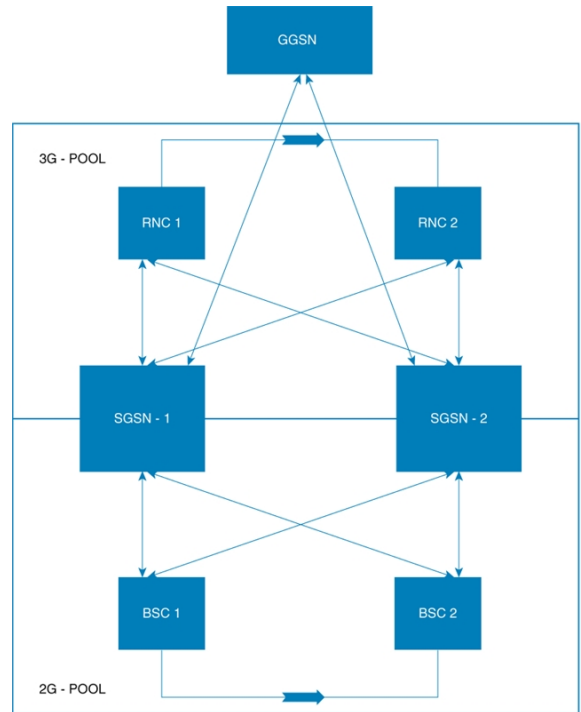 GGSN
3G - POOL
RNC 1
RNC 2
SGSN - 1
SGSN - 2
BSC 1
BSC 2
2G - POOL